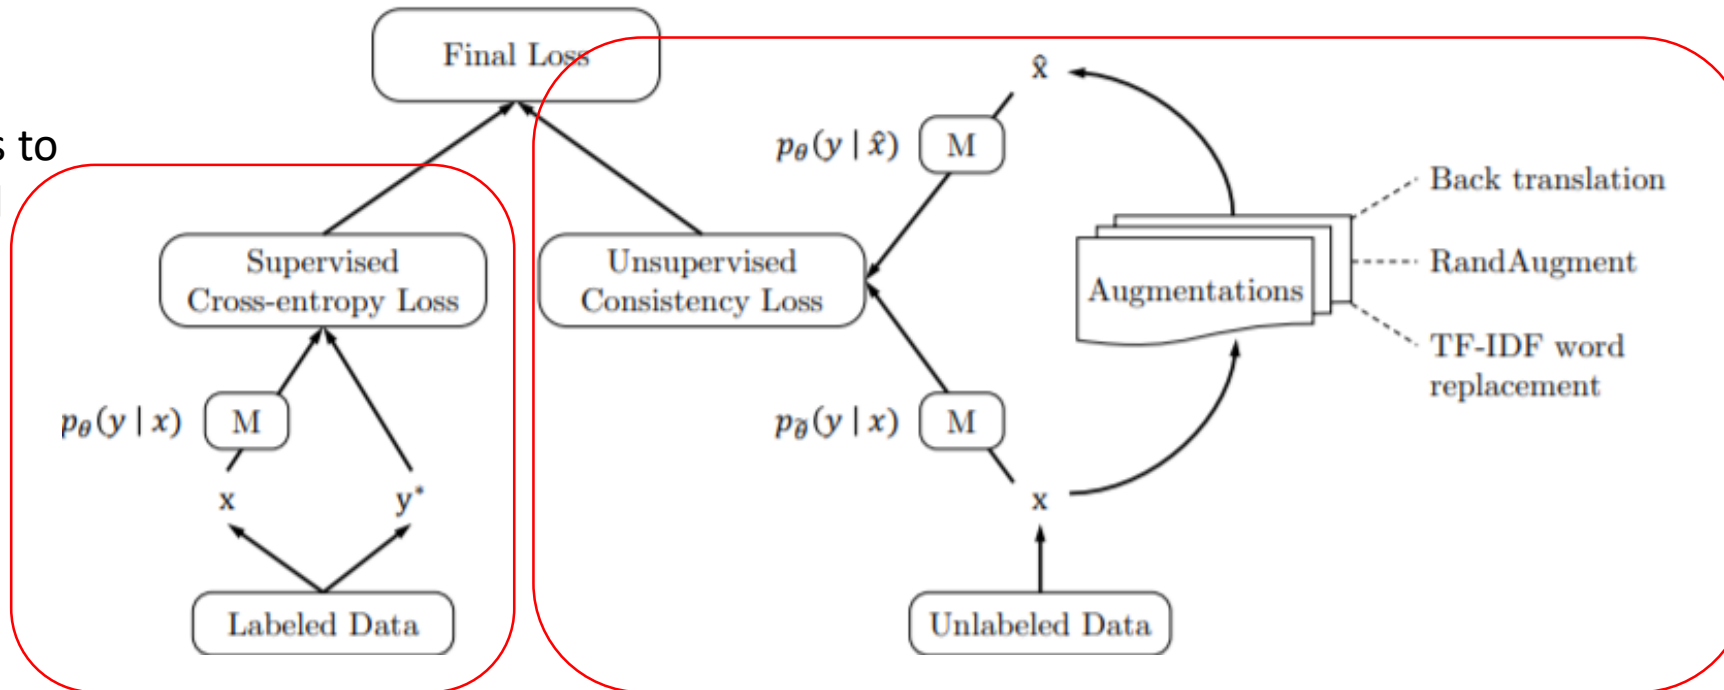 Final Loss
x̂
s to
p_θ(y | x̂)
M
Back translation
Supervised
Cross-entropy Loss
Unsupervised
Consistency Loss
Augmentations
RandAugment
TF-IDF word
replacement
p_θ(y | x)
M
p_θ̃(y | x)
M
x
y*
x
Labeled Data
Unlabeled Data